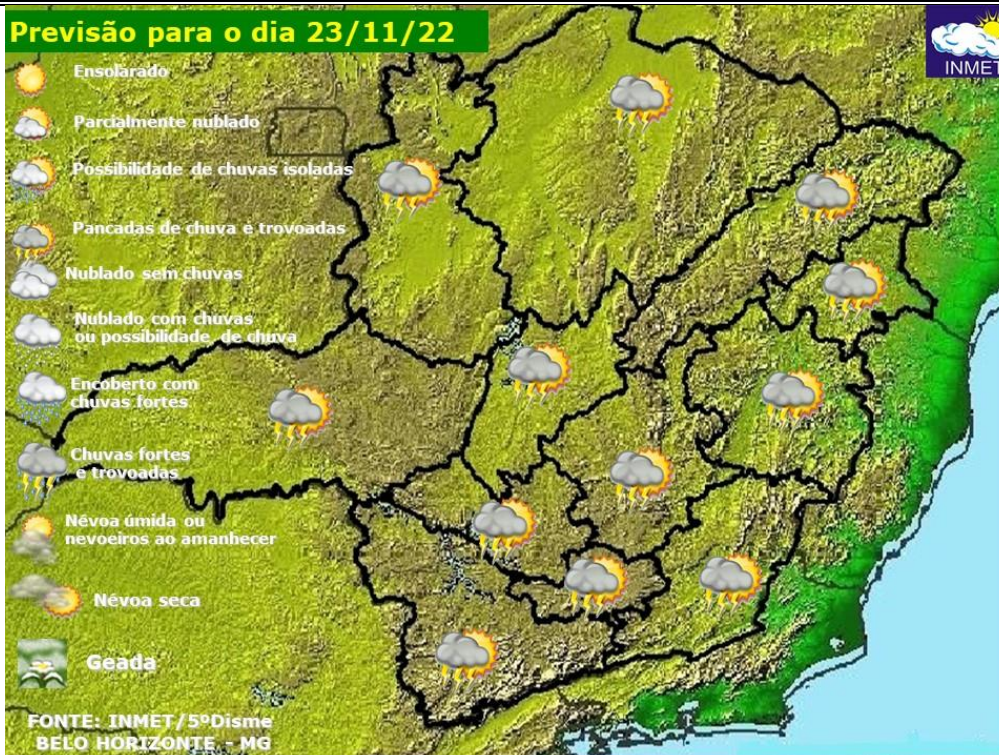 Previsão para o dia 23/11/22
INMET
Ensolarado
Parcialmente nublado
Possibilidade de chuvas isoladas
Pancadas de chuva e trovoadas
Nublado sem chuvas
Nublado com chuvas
ou possibilidade de chuva
Encoberto com
chuvas fortes
Chuvas fortes
e trovoadas
Névoa úmida ou
nevoeiros ao amanhecer
Névoa seca
Geada
FONTE: INMET/5ºDisme
BELO HORIZONTE - MG